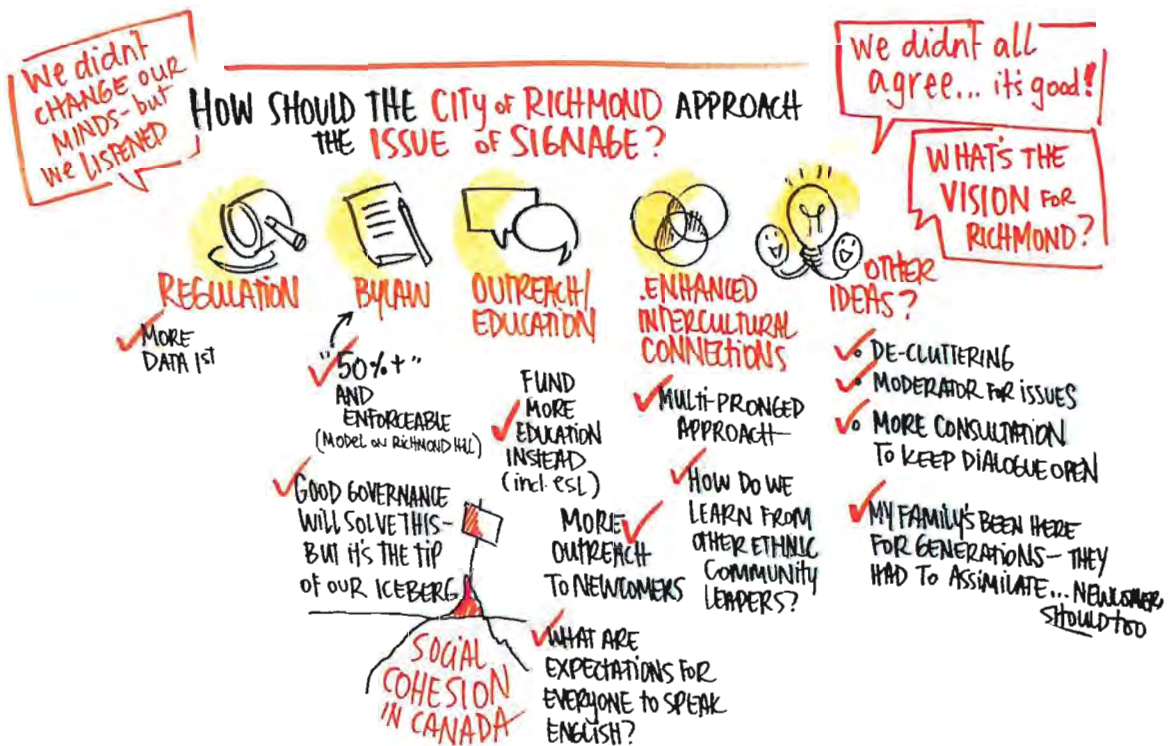 We didn't
CHANGE OUR
MINDS - but
we LISTENED
HOW SHOULD THE CITY of RICHMOND APPROACH
THE ISSUE OF SIGNAGE?
we didn't all
agree... it's good!
WHAT'S THE
VISION FOR
RICHMOND?
REGULATION
MORE
DATA 1st
BYLAW
"50%+"
AND
ENFORCEABLE
(MODEL on RICHMOND HILL)
GOOD GOVERNANCE
WILL SOLVE THIS-
BUT it's THE TIP
OF OUR ICEBERG
SOCIAL
COHESION
IN CANADA
OUTREACH/
EDUCATION
FUND
MORE
EDUCATION
INSTEAD
(incl. ESL)
MORE
OUTREACH
TO NEWCOMERS
WHAT ARE
EXPECTATIONS FOR
EVERYONE TO SPEAK
ENGLISH?
ENHANCED
INTERCULTURAL
CONNECTIONS
MULTI-PRONGED
APPROACH
HOW DO WE
LEARN FROM
OTHER ETHNIC
COMMUNITY
LEADERS?
OTHER
IDEAS?
• DE-CLUTTERING
• MODERATOR FOR ISSUES
• MORE CONSULTATION
TO KEEP DIALOGUE OPEN
MY FAMILY'S BEEN HERE
FOR GENERATIONS - THEY
HAD TO ASSIMILATE... NEWCOMERS
SHOULD too